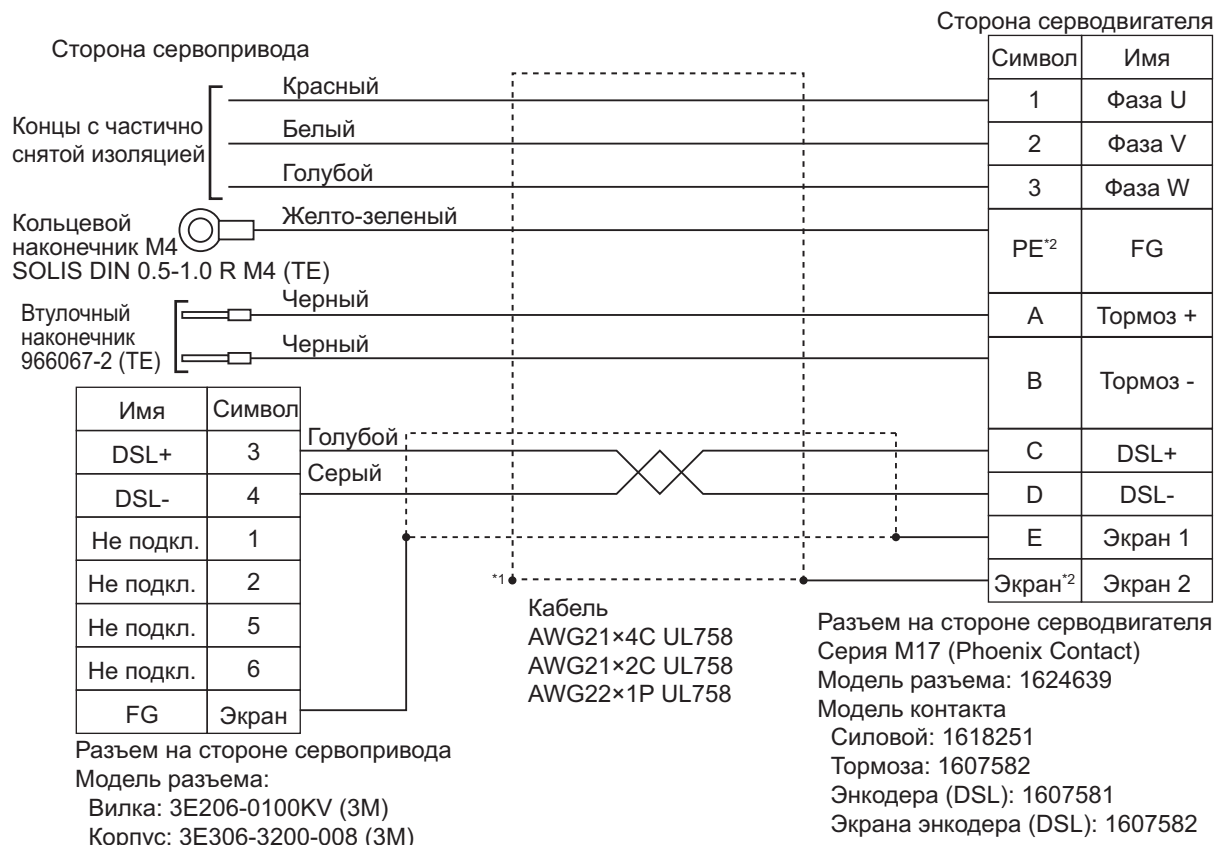 Сторона серводвигателя
Сторона сервопривода
Символ Имя
Красный
1 Фаза U
Концы с частично
снятой изоляцией
Белый
2 Фаза V
Голубой
3 Фаза W
Кольцевой
наконечник М4
SOLIS DIN 0.5-1.0 R M4 (TE)
Желто-зеленый
PE*2 FG
Втулочный
наконечник
966067-2 (TE)
Черный
A Тормоз +
Черный
B Тормоз -
Имя Символ
DSL+ 3
Голубой
C DSL+
DSL- 4
Серый
D DSL-
Не подкл. 1
E Экран 1
Не подкл. 2
*1
Экран*2 Экран 2
Не подкл. 5
Не подкл. 6
FG Экран
Кабель
AWG21×4C UL758
AWG21×2C UL758
AWG22×1P UL758
Разъем на стороне серводвигателя
Серия M17 (Phoenix Contact)
Модель разъема: 1624639
Модель контакта
Силовой: 1618251
Тормоза: 1607582
Энкодера (DSL): 1607581
Экрана энкодера (DSL): 1607582
Разъем на стороне сервопривода
Модель разъема:
Вилка: 3E206-0100KV (3M)
Корпус: 3E306-3200-008 (3M)